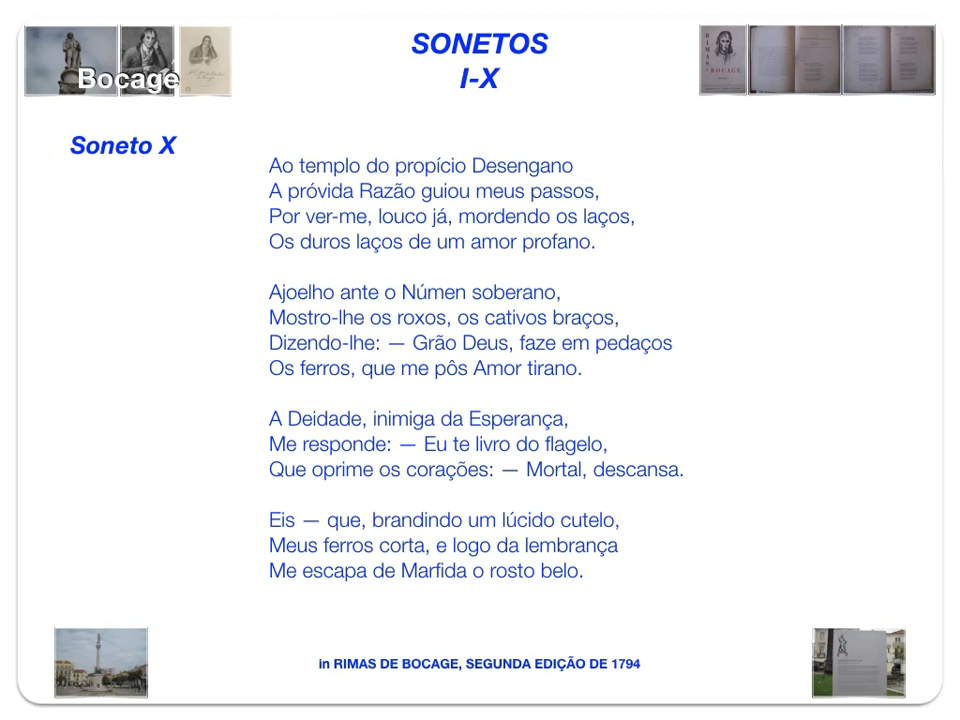 Bocage
SONETOS
I-X
RIMAS
BOCAGE
Soneto X
Ao templo do propício Desengano
A próvida Razão guiou meus passos,
Por ver-me, louco já, mordendo os laços,
Os duros laços de um amor profano.
Ajoelho ante o Númen soberano,
Mostro-lhe os roxos, os cativos braços,
Dizendo-lhe: — Grão Deus, faze em pedaços
Os ferros, que me pôs Amor tirano.
A Deidade, inimiga da Esperança,
Me responde: — Eu te livro do flagelo,
Que oprime os corações: — Mortal, descansa.
Eis — que, brandindo um lúcido cutelo,
Meus ferros corta, e logo da lembrança
Me escapa de Marfida o rosto belo.
in RIMAS DE BOCAGE, SEGUNDA EDIÇÃO DE 1794